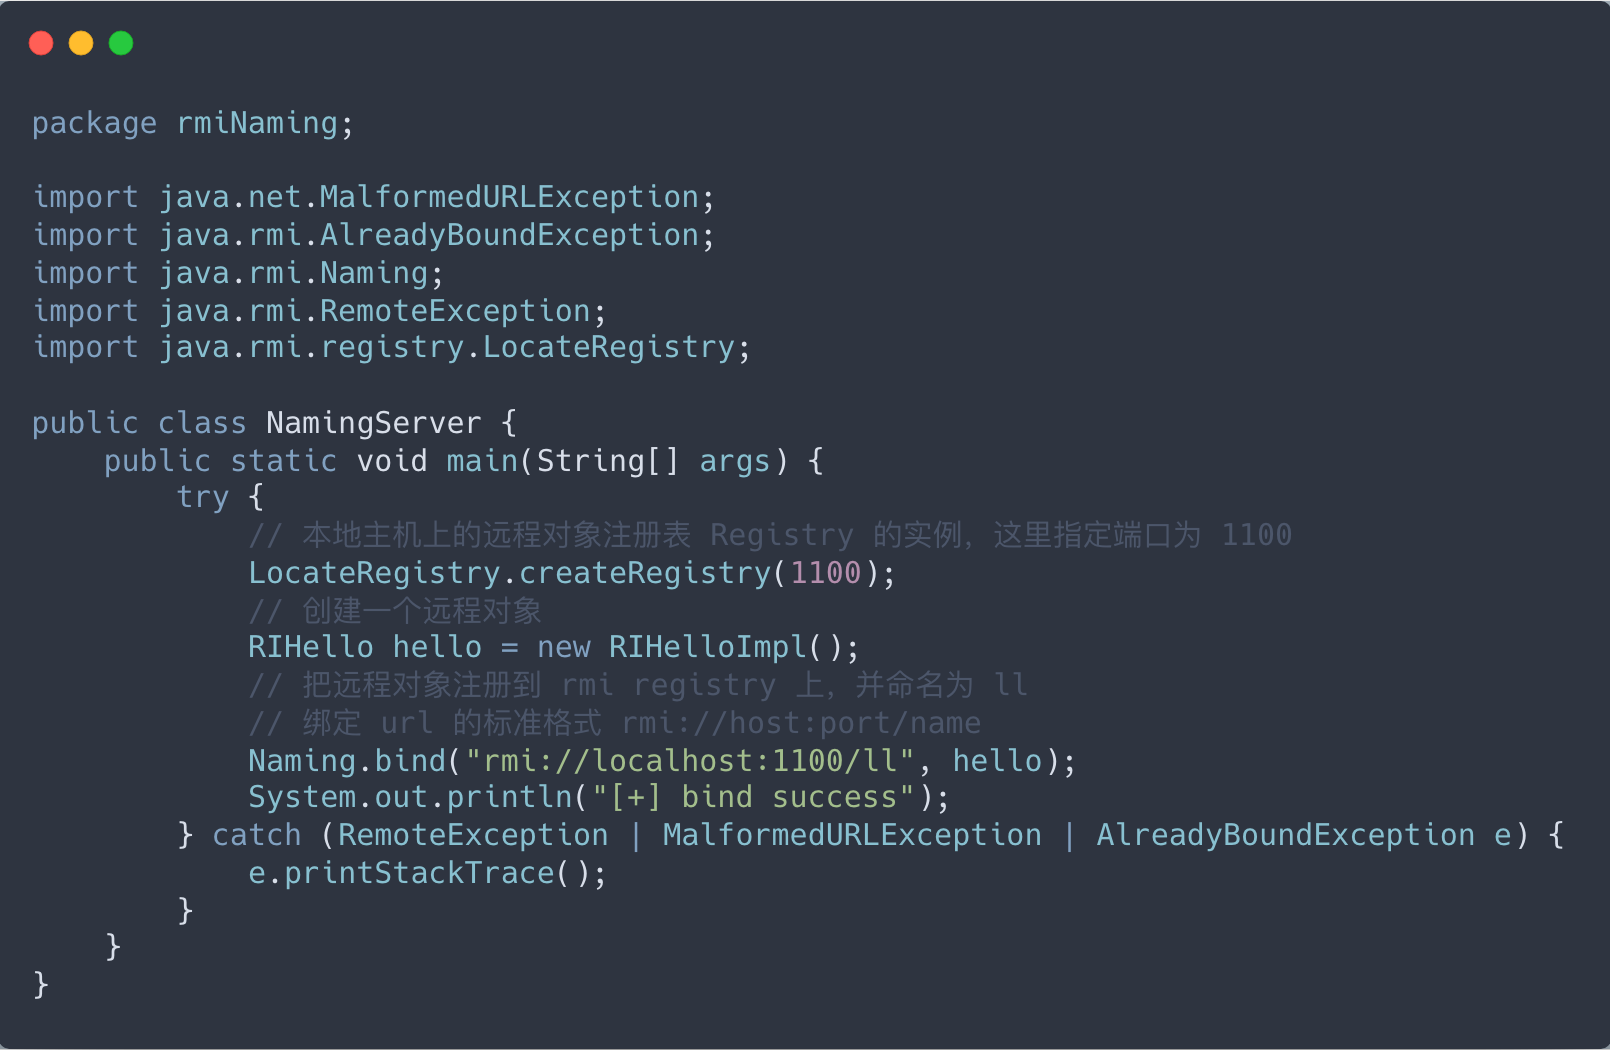 package rmiNaming;
import java.net.MalformedURLException;
import java.rmi.AlreadyBoundException;
import java.rmi.Naming;
import java.rmi.RemoteException;
import java.rmi.registry.LocateRegistry;
public class NamingServer {
    public static void main(String[] args) {
        try {
            // 本地主机上的远程对象注册表 Registry 的实例，这里指定端口为 1100
            LocateRegistry.createRegistry(1100);
            // 创建一个远程对象
            RIHello hello = new RIHelloImpl();
            // 把远程对象注册到 rmi registry 上，并命名为 ll
            // 绑定 url 的标准格式 rmi://host:port/name
            Naming.bind("rmi://localhost:1100/ll", hello);
            System.out.println("[+] bind success");
        } catch (RemoteException | MalformedURLException | AlreadyBoundException e) {
            e.printStackTrace();
        }
    }
}